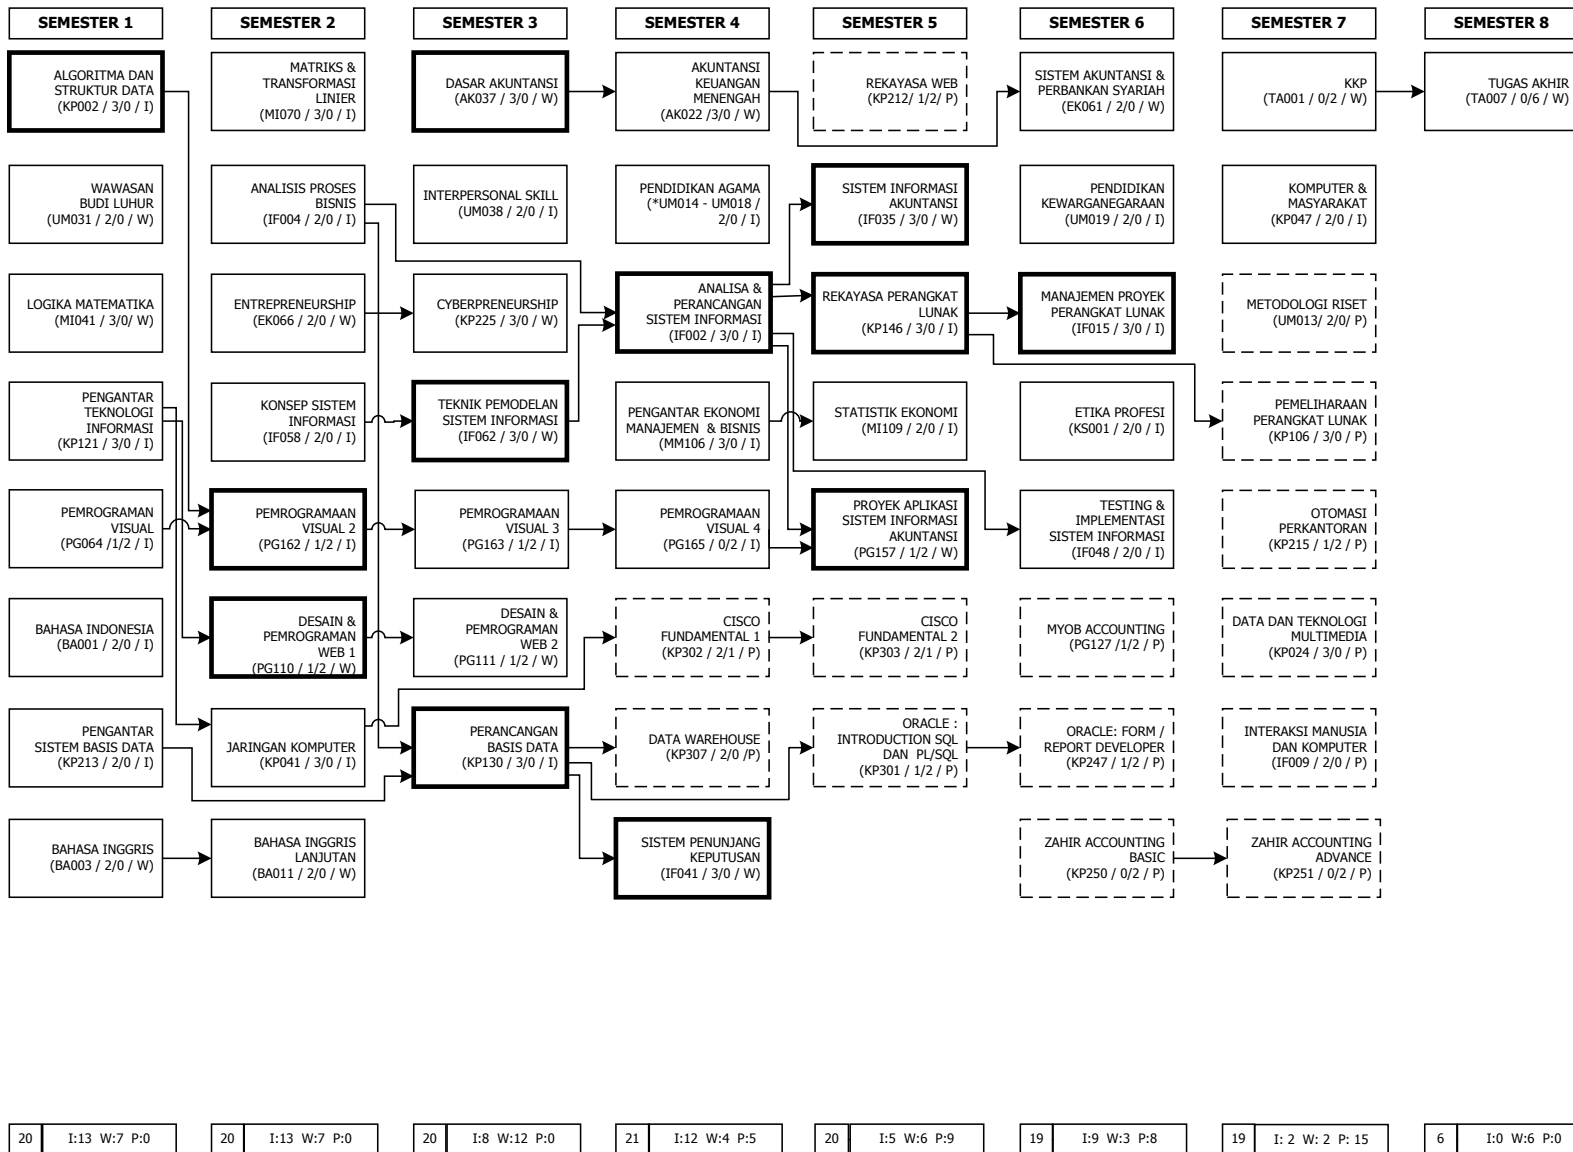 SEMESTER 1
SEMESTER 2
SEMESTER 3
SEMESTER 4
SEMESTER 5
SEMESTER 6
SEMESTER 7
SEMESTER 8
ALGORITMA DAN
STRUKTUR DATA
(KP002 / 3/0 / I)
MATRIKS &
TRANSFORMASI
LINIER
(MI070 / 3/0 / I)
DASAR AKUNTANSI
(AK037 / 3/0 / W)
AKUNTANSI
KEUANGAN
MENENGAH
(AK022 /3/0 / W)
REKAYASA WEB
(KP212/ 1/2/ P)
SISTEM AKUNTANSI &
PERBANKAN SYARIAH
(EK061 / 2/0 / W)
KKP
(TA001 / 0/2 / W)
TUGAS AKHIR
(TA007 / 0/6 / W)
WAWASAN
BUDI LUHUR
(UM031 / 2/0 / W)
ANALISIS PROSES
BISNIS
(IF004 / 2/0 / I)
INTERPERSONAL SKILL
(UM038 / 2/0 / I)
PENDIDIKAN AGAMA
(*UM014 - UM018 /
2/0 / I)
SISTEM INFORMASI
AKUNTANSI
(IF035 / 3/0 / W)
PENDIDIKAN
KEWARGANEGARAAN
(UM019 / 2/0 / I)
KOMPUTER &
MASYARAKAT
(KP047 / 2/0 / I)
LOGIKA MATEMATIKA
(MI041 / 3/0/ W)
ENTREPRENEURSHIP
(EK066 / 2/0 / W)
CYBERPRENEURSHIP
(KP225 / 3/0 / W)
ANALISA &
PERANCANGAN
SISTEM INFORMASI
(IF002 / 3/0 / I)
REKAYASA PERANGKAT
LUNAK
(KP146 / 3/0 / I)
MANAJEMEN PROYEK
PERANGKAT LUNAK
(IF015 / 3/0 / I)
METODOLOGI RISET
(UM013/ 2/0/ P)
PENGANTAR
TEKNOLOGI
INFORMASI
(KP121 / 3/0 / I)
KONSEP SISTEM
INFORMASI
(IF058 / 2/0 / I)
TEKNIK PEMODELAN
SISTEM INFORMASI
(IF062 / 3/0 / W)
PENGANTAR EKONOMI
MANAJEMEN & BISNIS
(MM106 / 3/0 / I)
STATISTIK EKONOMI
(MI109 / 2/0 / I)
ETIKA PROFESI
(KS001 / 2/0 / I)
PEMELIHARAAN
PERANGKAT LUNAK
(KP106 / 3/0 / P)
PEMROGRAMAN
VISUAL
(PG064 /1/2 / I)
PEMROGRAMAAN
VISUAL 2
(PG162 / 1/2 / I)
PEMROGRAMAAN
VISUAL 3
(PG163 / 1/2 / I)
PEMROGRAMAAN
VISUAL 4
(PG165 / 0/2 / I)
PROYEK APLIKASI
SISTEM INFORMASI
AKUNTANSI
(PG157 / 1/2 / W)
TESTING &
IMPLEMENTASI
SISTEM INFORMASI
(IF048 / 2/0 / I)
OTOMASI
PERKANTORAN
(KP215 / 1/2 / P)
BAHASA INDONESIA
(BA001 / 2/0 / I)
DESAIN &
PEMROGRAMAN
WEB 1
(PG110 / 1/2 / W)
DESAIN &
PEMROGRAMAN
WEB 2
(PG111 / 1/2 / W)
CISCO
FUNDAMENTAL 1
(KP302 / 2/1 / P)
CISCO
FUNDAMENTAL 2
(KP303 / 2/1 / P)
MYOB ACCOUNTING
(PG127 /1/2 / P)
DATA DAN TEKNOLOGI
MULTIMEDIA
(KP024 / 3/0 / P)
PENGANTAR
SISTEM BASIS DATA
(KP213 / 2/0 / I)
JARINGAN KOMPUTER
(KP041 / 3/0 / I)
PERANCANGAN
BASIS DATA
(KP130 / 3/0 / I)
DATA WAREHOUSE
(KP307 / 2/0 /P)
ORACLE :
INTRODUCTION SQL
DAN PL/SQL
(KP301 / 1/2 / P)
ORACLE: FORM /
REPORT DEVELOPER
(KP247 / 1/2 / P)
INTERAKSI MANUSIA
DAN KOMPUTER
(IF009 / 2/0 / P)
BAHASA INGGRIS
(BA003 / 2/0 / W)
BAHASA INGGRIS
LANJUTAN
(BA011 / 2/0 / W)
SISTEM PENUNJANG
KEPUTUSAN
(IF041 / 3/0 / W)
ZAHIR ACCOUNTING
BASIC
(KP250 / 0/2 / P)
ZAHIR ACCOUNTING
ADVANCE
(KP251 / 0/2 / P)
20 I:13 W:7 P:0
20 I:13 W:7 P:0
20 I:8 W:12 P:0
21 I:12 W:4 P:5
20 I:5 W:6 P:9
19 I:9 W:3 P:8
19 I: 2 W: 2 P: 15
6 I:0 W:6 P:0